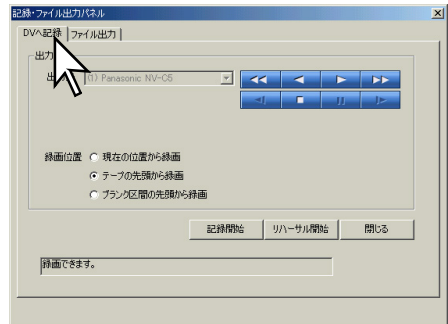 記録・ファイル出力パネル
DVへ記録 ファイル出力
出力
出
(1) Panasonic NV-C5
録画位置
現在の位置から録画
テープの先頭から録画
ブランク区間の先頭から録画
記録開始 リハーサル開始 閉じる
録画できます。